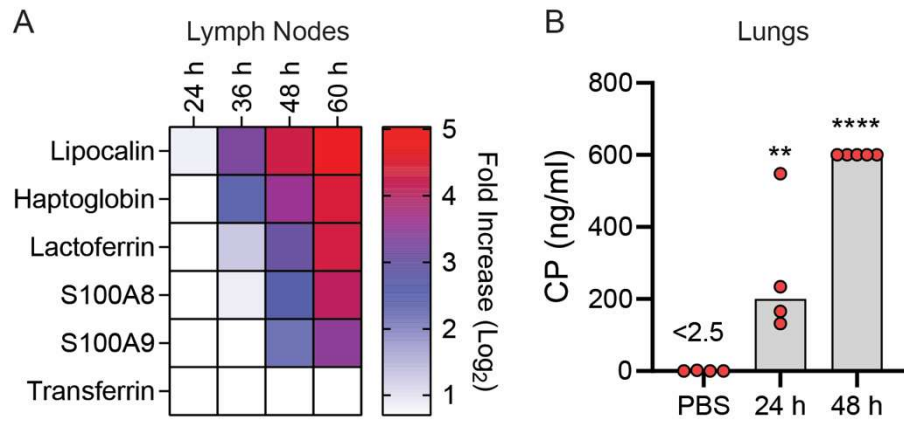 A
Lymph Nodes
24 h
36 h
48 h
60 h
Lipocalin
Haptoglobin
Lactoferrin
S100A8
S100A9
Transferrin
5
4
3
2
1
Fold Increase (Log2)
B
Lungs
CP (ng/ml)
800
600
400
200
0
<2.5
**
****
PBS
24 h
48 h